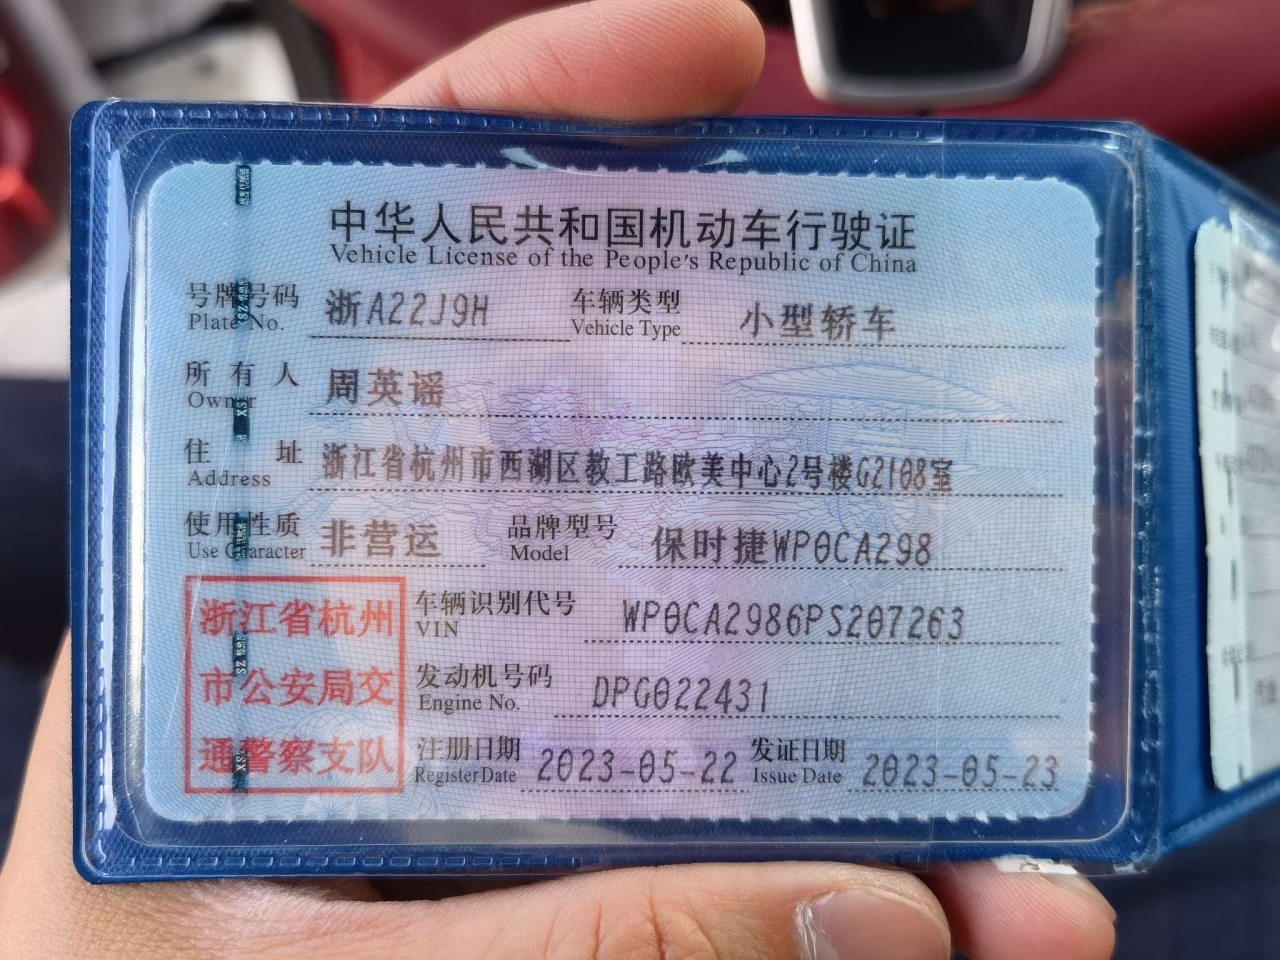 中华人民共和国机动车行驶证
Vehicle License of the People's Republic of China
号牌号码 浙A22J9H 车辆类型 小型轿车
Plate No. Vehicle Type
所有人 周英谣
Owner
住址 浙江省杭州市西湖区教工路欧美中心2号楼G2108室
Address
使用性质 非营运 品牌型号 保时捷WP0CA298
Use Character Model
车辆识别代号 WP0CA2986PS207263
VIN
发动机号码 DPG022431
Engine No.
注册日期 2023-05-22 发证日期 2023-05-23
Register Date Issue Date
浙江省杭州
市公安局交
通警察支队